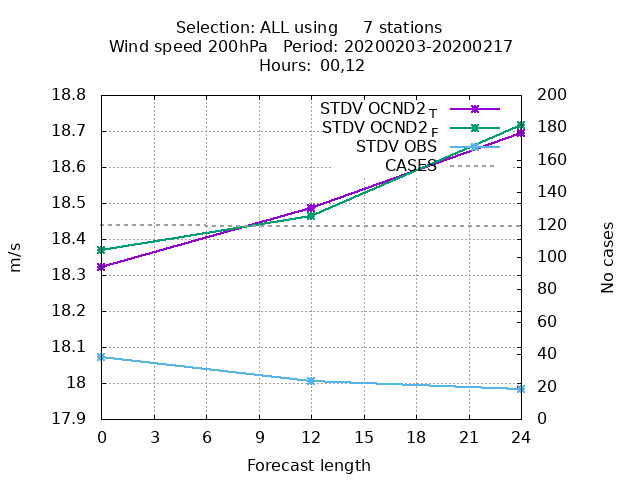 Selection: ALL using     7 stations
Wind speed 200hPa   Period: 20200203-20200217
Hours: 00,12
STDV OCND2 T
STDV OCND2 F
STDV OBS
CASES
18.8
18.7
18.6
18.5
18.4
18.3
18.2
18.1
18
17.9
m/s
200
180
160
140
120
100
80
60
40
20
0
No cases
0 3 6 9 12 15 18 21 24
Forecast length